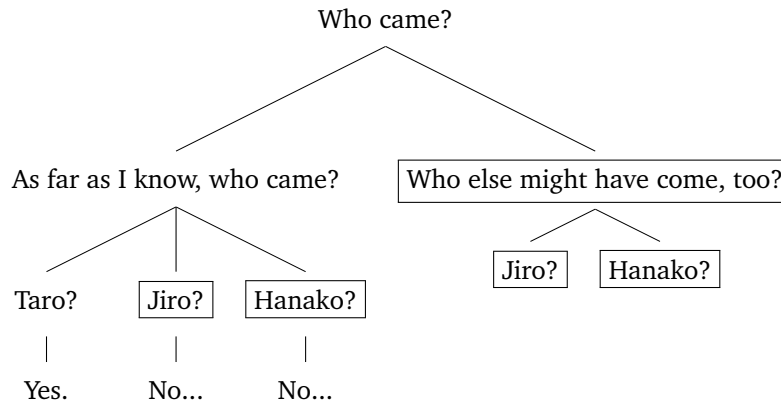 Who came?
As far as I know, who came?
Who else might have come, too?
Jiro?
Hanako?
Taro?
Jiro?
Hanako?
Yes.
No...
No...